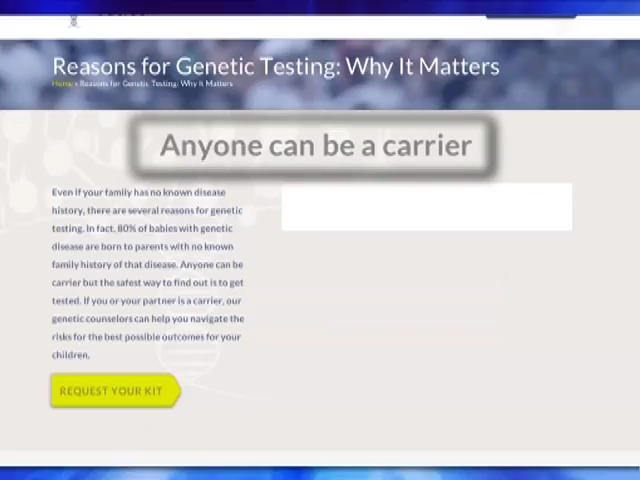 Reasons for Genetic Testing: Why It Matters
Home » Reasons for Genetic Testing: Why It Matters
Anyone can be a carrier
Even if your family has no known disease
history, there are several reasons for genetic
testing. In fact, 80% of babies with genetic
disease are born to parents with no known
family history of that disease. Anyone can be
carrier but the safest way to find out is to get
tested. If you or your partner is a carrier, our
genetic counselors can help you navigate the
risks for the best possible outcomes for your
children.
REQUEST YOUR KIT